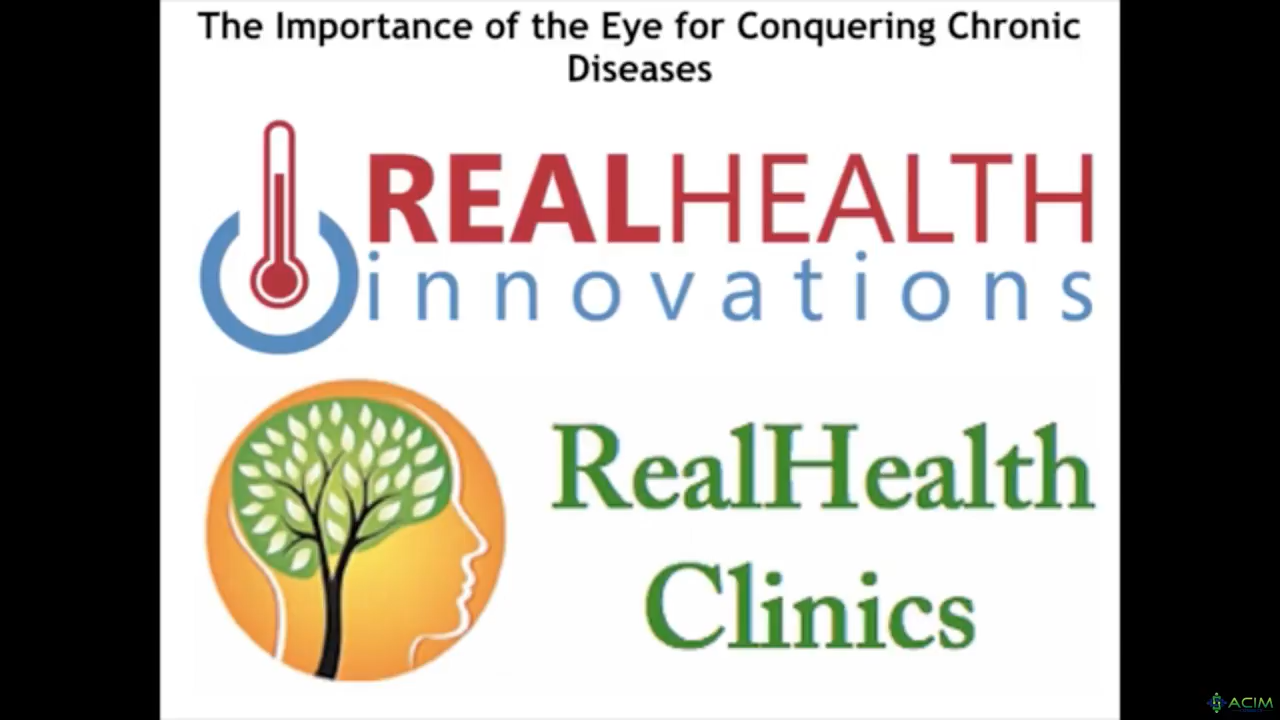 The Importance of the Eye for Conquering Chronic
Diseases
REALHEALTH
innovations
RealHealth
Clinics
ACIM